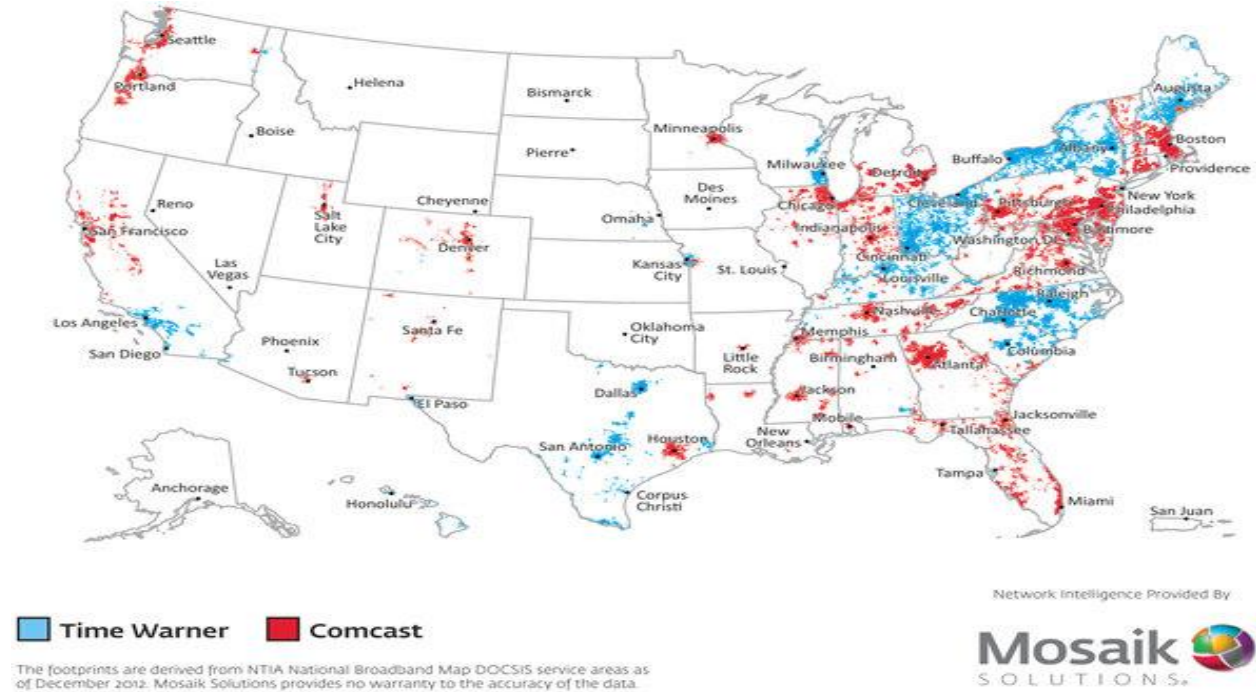 Seattle
Portland
Helena
Boise
Bismarck
Pierre
Minneapolis
Milwaukee
Detroit
Buffalo
Albany
Augusta
Boston
Providence
New York
Philadelphia
Baltimore
Pittsburgh
Cleveland
Chicago
Des
Moines
Omaha
Cheyenne
Reno
San Francisco
Salt
Lake
City
Denver
Las
Vegas
Kansas
City
St. Louis
Indianapolis
Cincinnati
Louisville
Washington DC
Richmond
Raleigh
Charlotte
Columbia
Nashville
Memphis
Birmingham
Atlanta
Los Angeles
San Diego
Phoenix
Tucson
Santa Fe
Oklahoma
City
Little
Rock
Jackson
Mobile
Tallahassee
Jacksonville
El Paso
Dallas
San Antonio
Houston
New
Orleans
Corpus
Christi
Tampa
Miami
Anchorage
Honolulu
San Juan
Network Intelligence Provided By
Time Warner
Comcast
Mosaik
SOLUTIONS
The footprints are derived from NTIA National Broadband Map DOCSIS service areas as
of December 2012. Mosaik Solutions provides no warranty to the accuracy of the data.